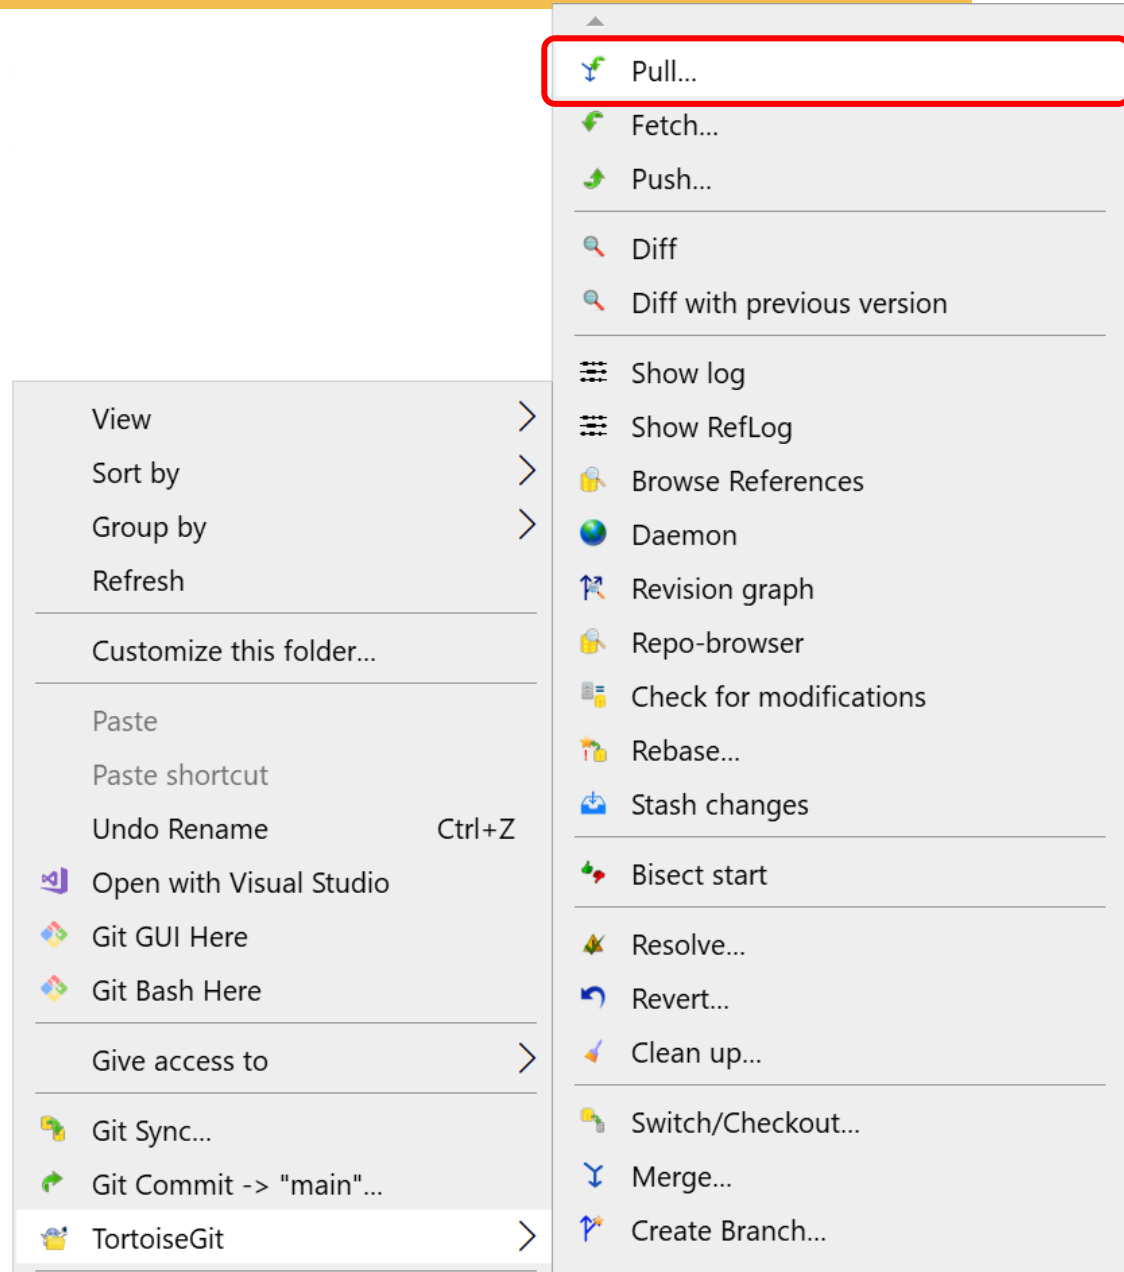 Pull...
Fetch...
Push...
Diff
Diff with previous version
Show log
Show RefLog
Browse References
Daemon
Revision graph
Repo-browser
Check for modifications
Rebase...
Stash changes
Bisect start
Resolve...
Revert...
Clean up...
Switch/Checkout...
Merge...
Create Branch...
View
Sort by
Group by
Refresh
Customize this folder...
Paste
Paste shortcut
Undo Rename Ctrl+Z
Open with Visual Studio
Git GUI Here
Git Bash Here
Give access to
Git Sync...
Git Commit -> "main"...
TortoiseGit